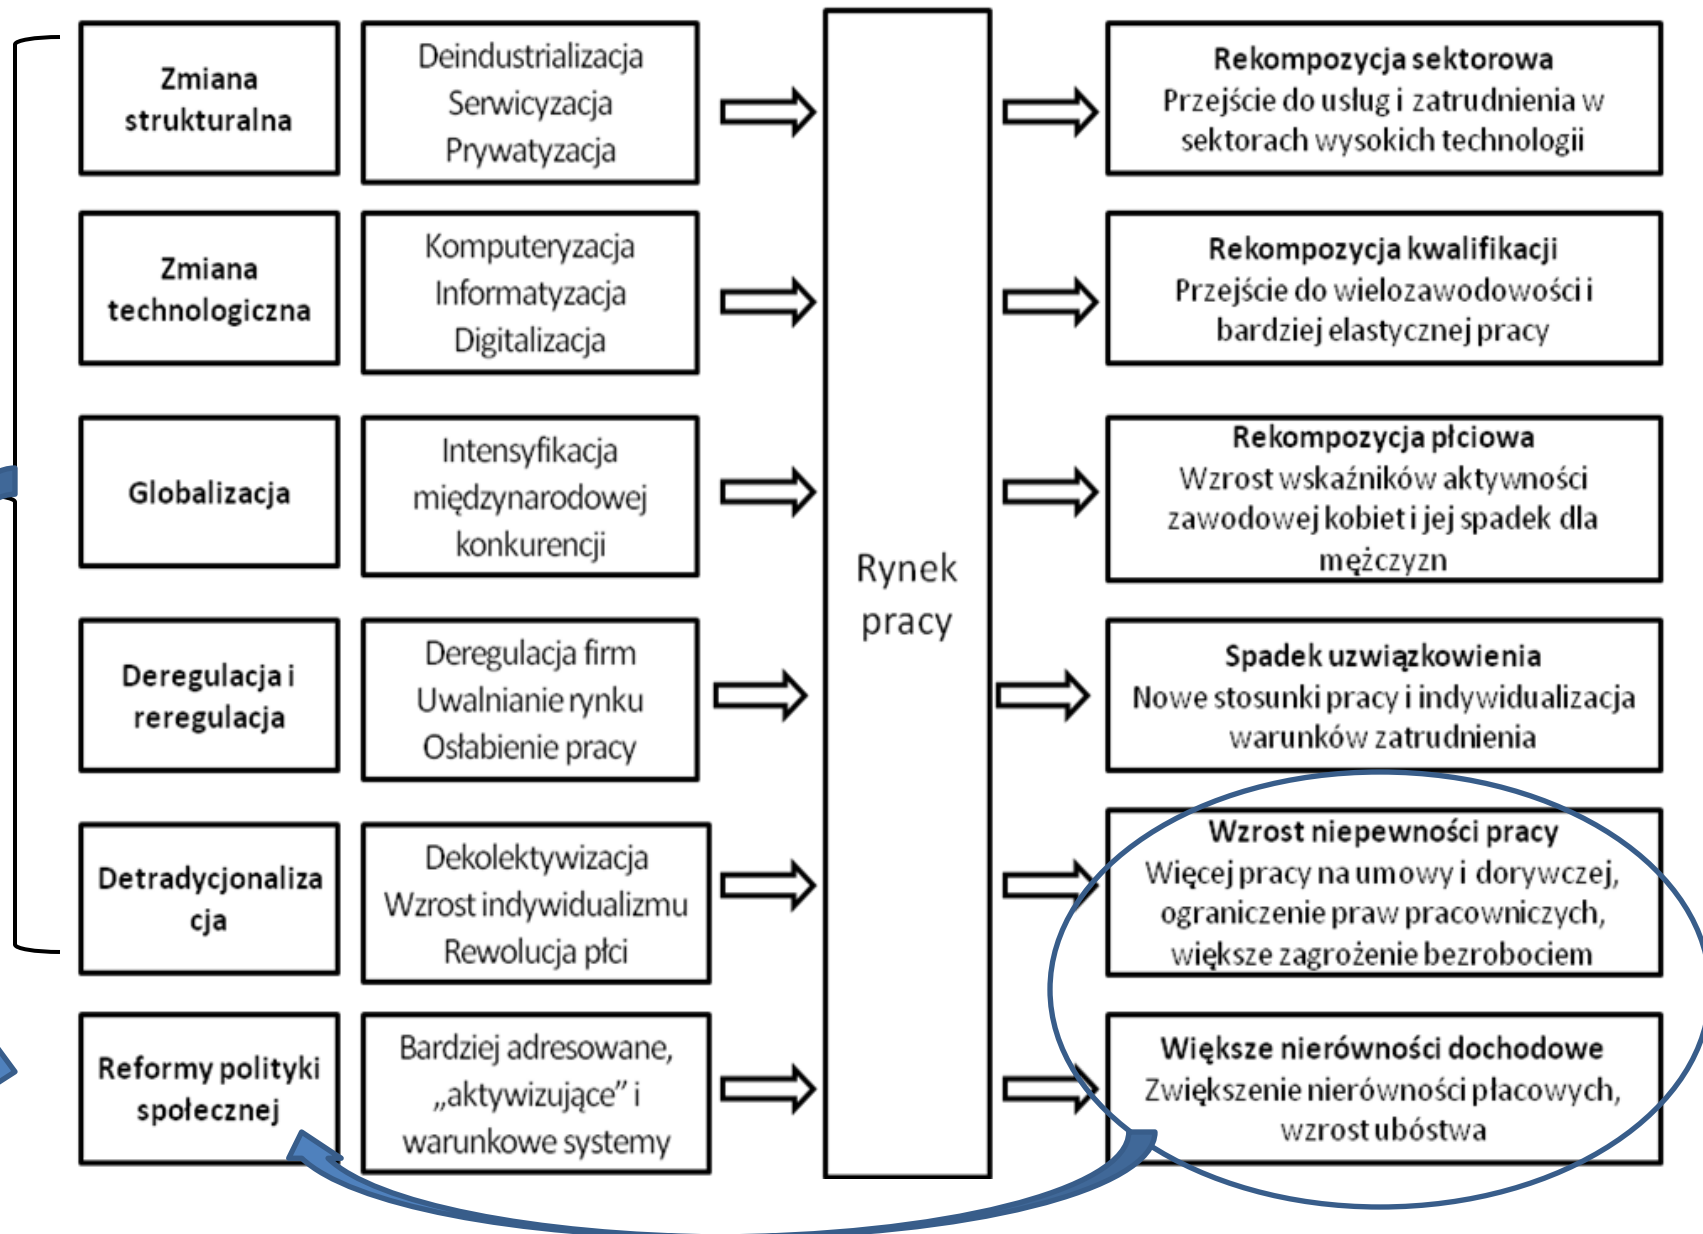 Zmiana
strukturalna
Deindustrializacja
Serwicyzacja
Prywatyzacja
Rekompozycja sektorowa
Przejście do usług i zatrudnienia w
sektorach wysokich technologii
Zmiana
technologiczna
Komputeryzacja
Informatyzacja
Digitalizacja
Rekompozycja kwalifikacji
Przejście do wielozawodowości i
bardziej elastycznej pracy
Globalizacja
Intensyfikacja
międzynarodowej
konkurencji
Rekompozycja płciowa
Wzrost wskaźników aktywności
zawodowej kobiet i jej spadek dla
mężczyzn
Rynek
pracy
Deregulacja i
reregulacja
Deregulacja firm
Uwalnianie rynku
Osłabienie pracy
Spadek uzwiązkowienia
Nowe stosunki pracy i indywidualizacja
warunków zatrudnienia
Detradycjonaliza
cja
Dekolektywizacja
Wzrost indywidualizmu
Rewolucja płci
Wzrost niepewności pracy
Więcej pracy na umowy i dorywczej,
ograniczenie praw pracowniczych,
większe zagrożenie bezrobociem
Reformy polityki
społecznej
Bardziej adresowane,
„aktywizujące” i
warunkowe systemy
Większe nierówności dochodowe
Zwiększenie nierówności płacowych,
wzrost ubóstwa